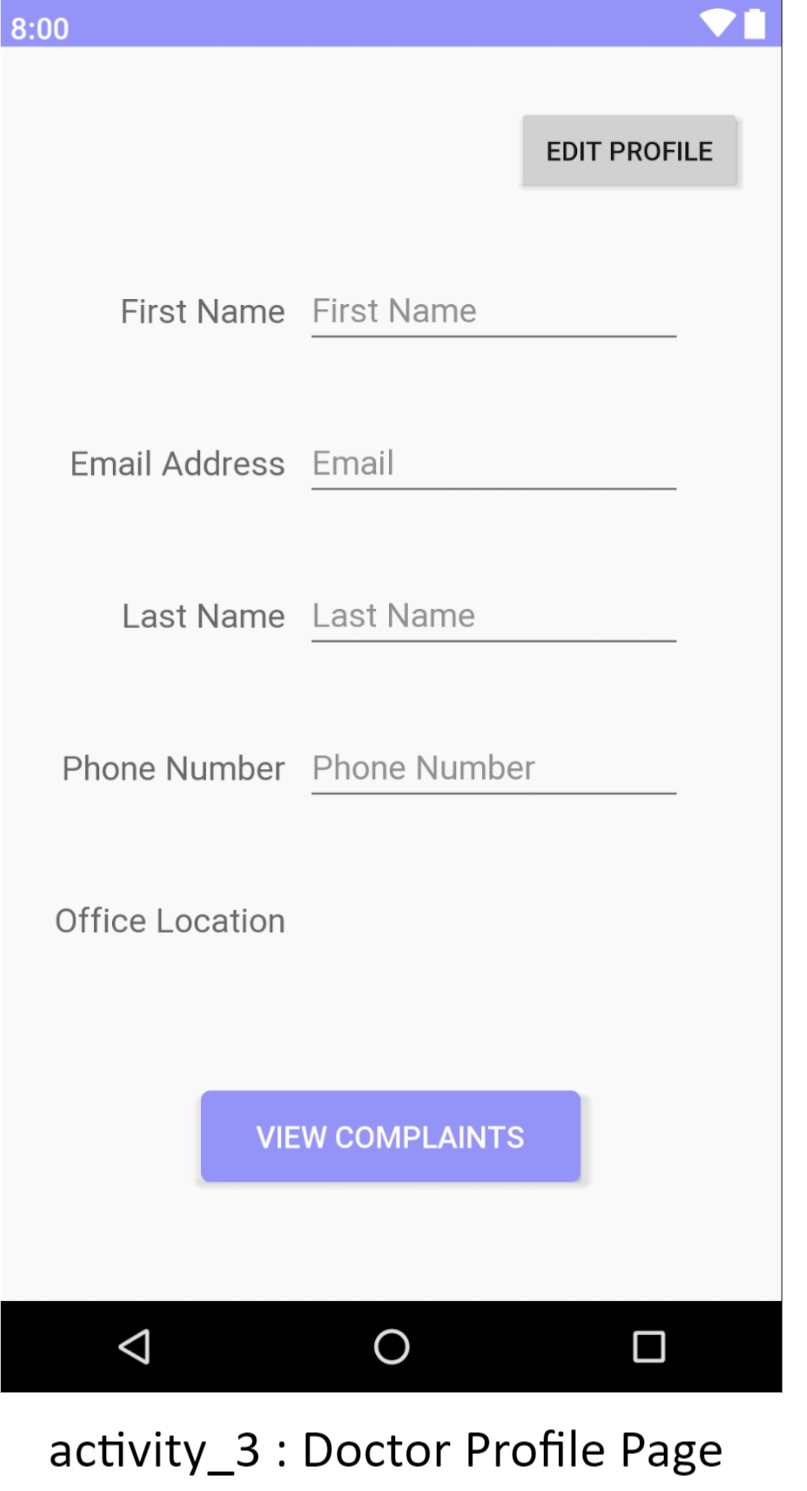 8:00
EDIT PROFILE
First Name First Name
Email Address Email
Last Name Last Name
Phone Number Phone Number
Office Location
VIEW COMPLAINTS
activity_3 : Doctor Profile Page